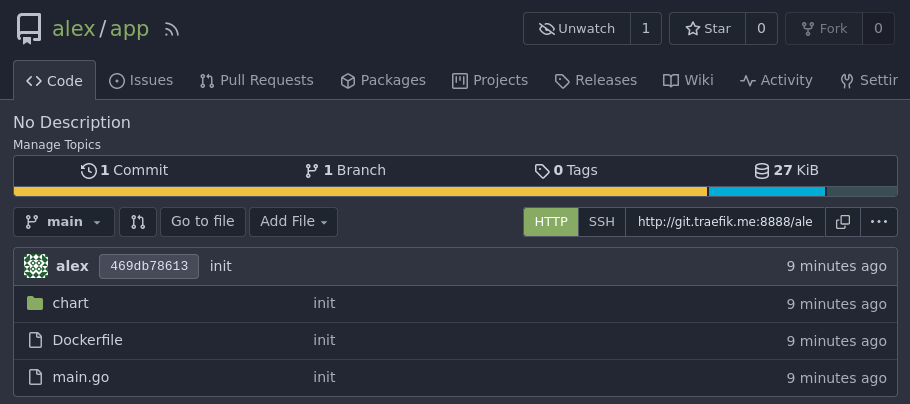 alex/app
Unwatch 1 Star 0 Fork 0
Code Issues Pull Requests Packages Projects Releases Wiki Activity Settir
No Description
Manage Topics
1 Commit 1 Branch 0 Tags 27 KiB
main Go to file Add File HTTP SSH http://git.traefik.me:8888/ale
alex 469db78613 init 9 minutes ago
chart init 9 minutes ago
Dockerfile init 9 minutes ago
main.go init 9 minutes ago